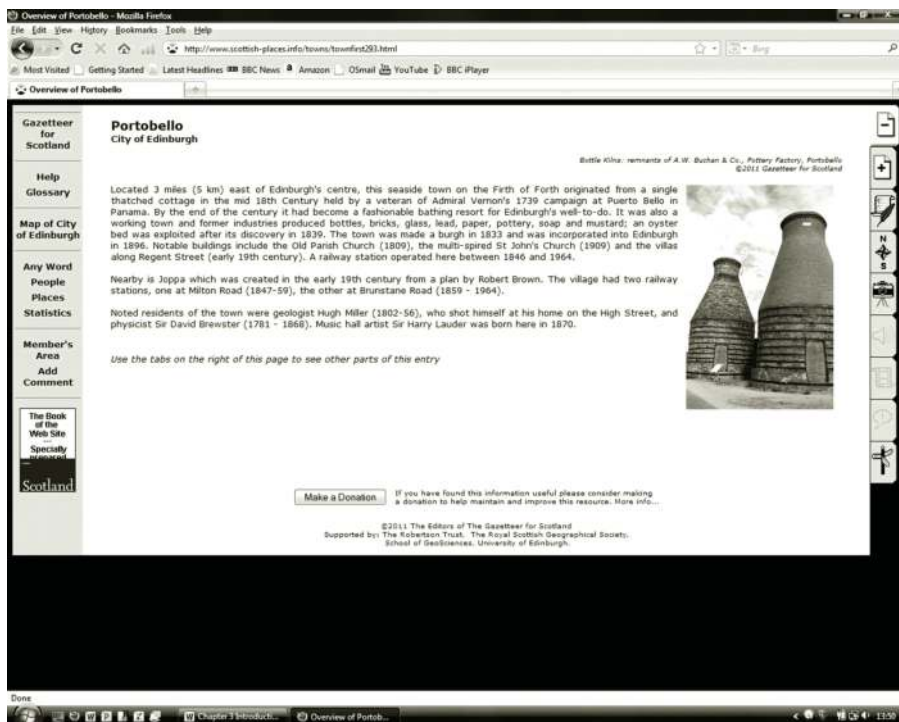 Overview of Portobello - Mozilla Firefox
File Edit View History Bookmarks Tools Help
http://www.scottish-places.info/towns/townfirst293.html
Bing
Most Visited Getting Started Latest Headlines BBC News Amazon OSmail YouTube BBC iPlayer
Overview of Portobello
Gazetteer
for
Scotland
Help
Glossary
Map of City
of Edinburgh
Any Word
People
Places
Statistics
Member's
Area
Add
Comment
The Book
of the
Web Site
---
Specially
prepared
Scotland
Portobello
City of Edinburgh
Bottle Kilns: remnants of A.W. Buchan & Co., Pottery Factory, Portobello
©2011 Gazetteer for Scotland
Located 3 miles (5 km) east of Edinburgh's centre, this seaside town on the Firth of Forth originated from a single
thatched cottage in the mid 18th Century held by a veteran of Admiral Vernon's 1739 campaign at Puerto Bello in
Panama. By the end of the century it had become a fashionable bathing resort for Edinburgh's well-to-do. It was also a
working town and former industries produced bottles, bricks, glass, lead, paper, pottery, soap and mustard; an oyster
bed was exploited after its discovery in 1839. The town was made a burgh in 1833 and was incorporated into Edinburgh
in 1896. Notable buildings include the Old Parish Church (1809), the multi-spired St John's Church (1909) and the villas
along Regent Street (early 19th century). A railway station operated here between 1846 and 1964.
Nearby is Joppa which was created in the early 19th century from a plan by Robert Brown. The village had two railway
stations, one at Milton Road (1847-59), the other at Brunstane Road (1859 - 1964).
Noted residents of the town were geologist Hugh Miller (1802-56), who shot himself at his home on the High Street, and
physicist Sir David Brewster (1781 - 1868). Music hall artist Sir Harry Lauder was born here in 1870.
Use the tabs on the right of this page to see other parts of this entry
N
S
Make a Donation
If you have found this information useful please consider making
a donation to help maintain and improve this resource. More info...
©2011 The Editors of The Gazetteer for Scotland
Supported by: The Robertson Trust, The Royal Scottish Geographical Society,
School of GeoSciences, University of Edinburgh.
Done
Chapter 3 Introducti... Overview of Portob... 13:50